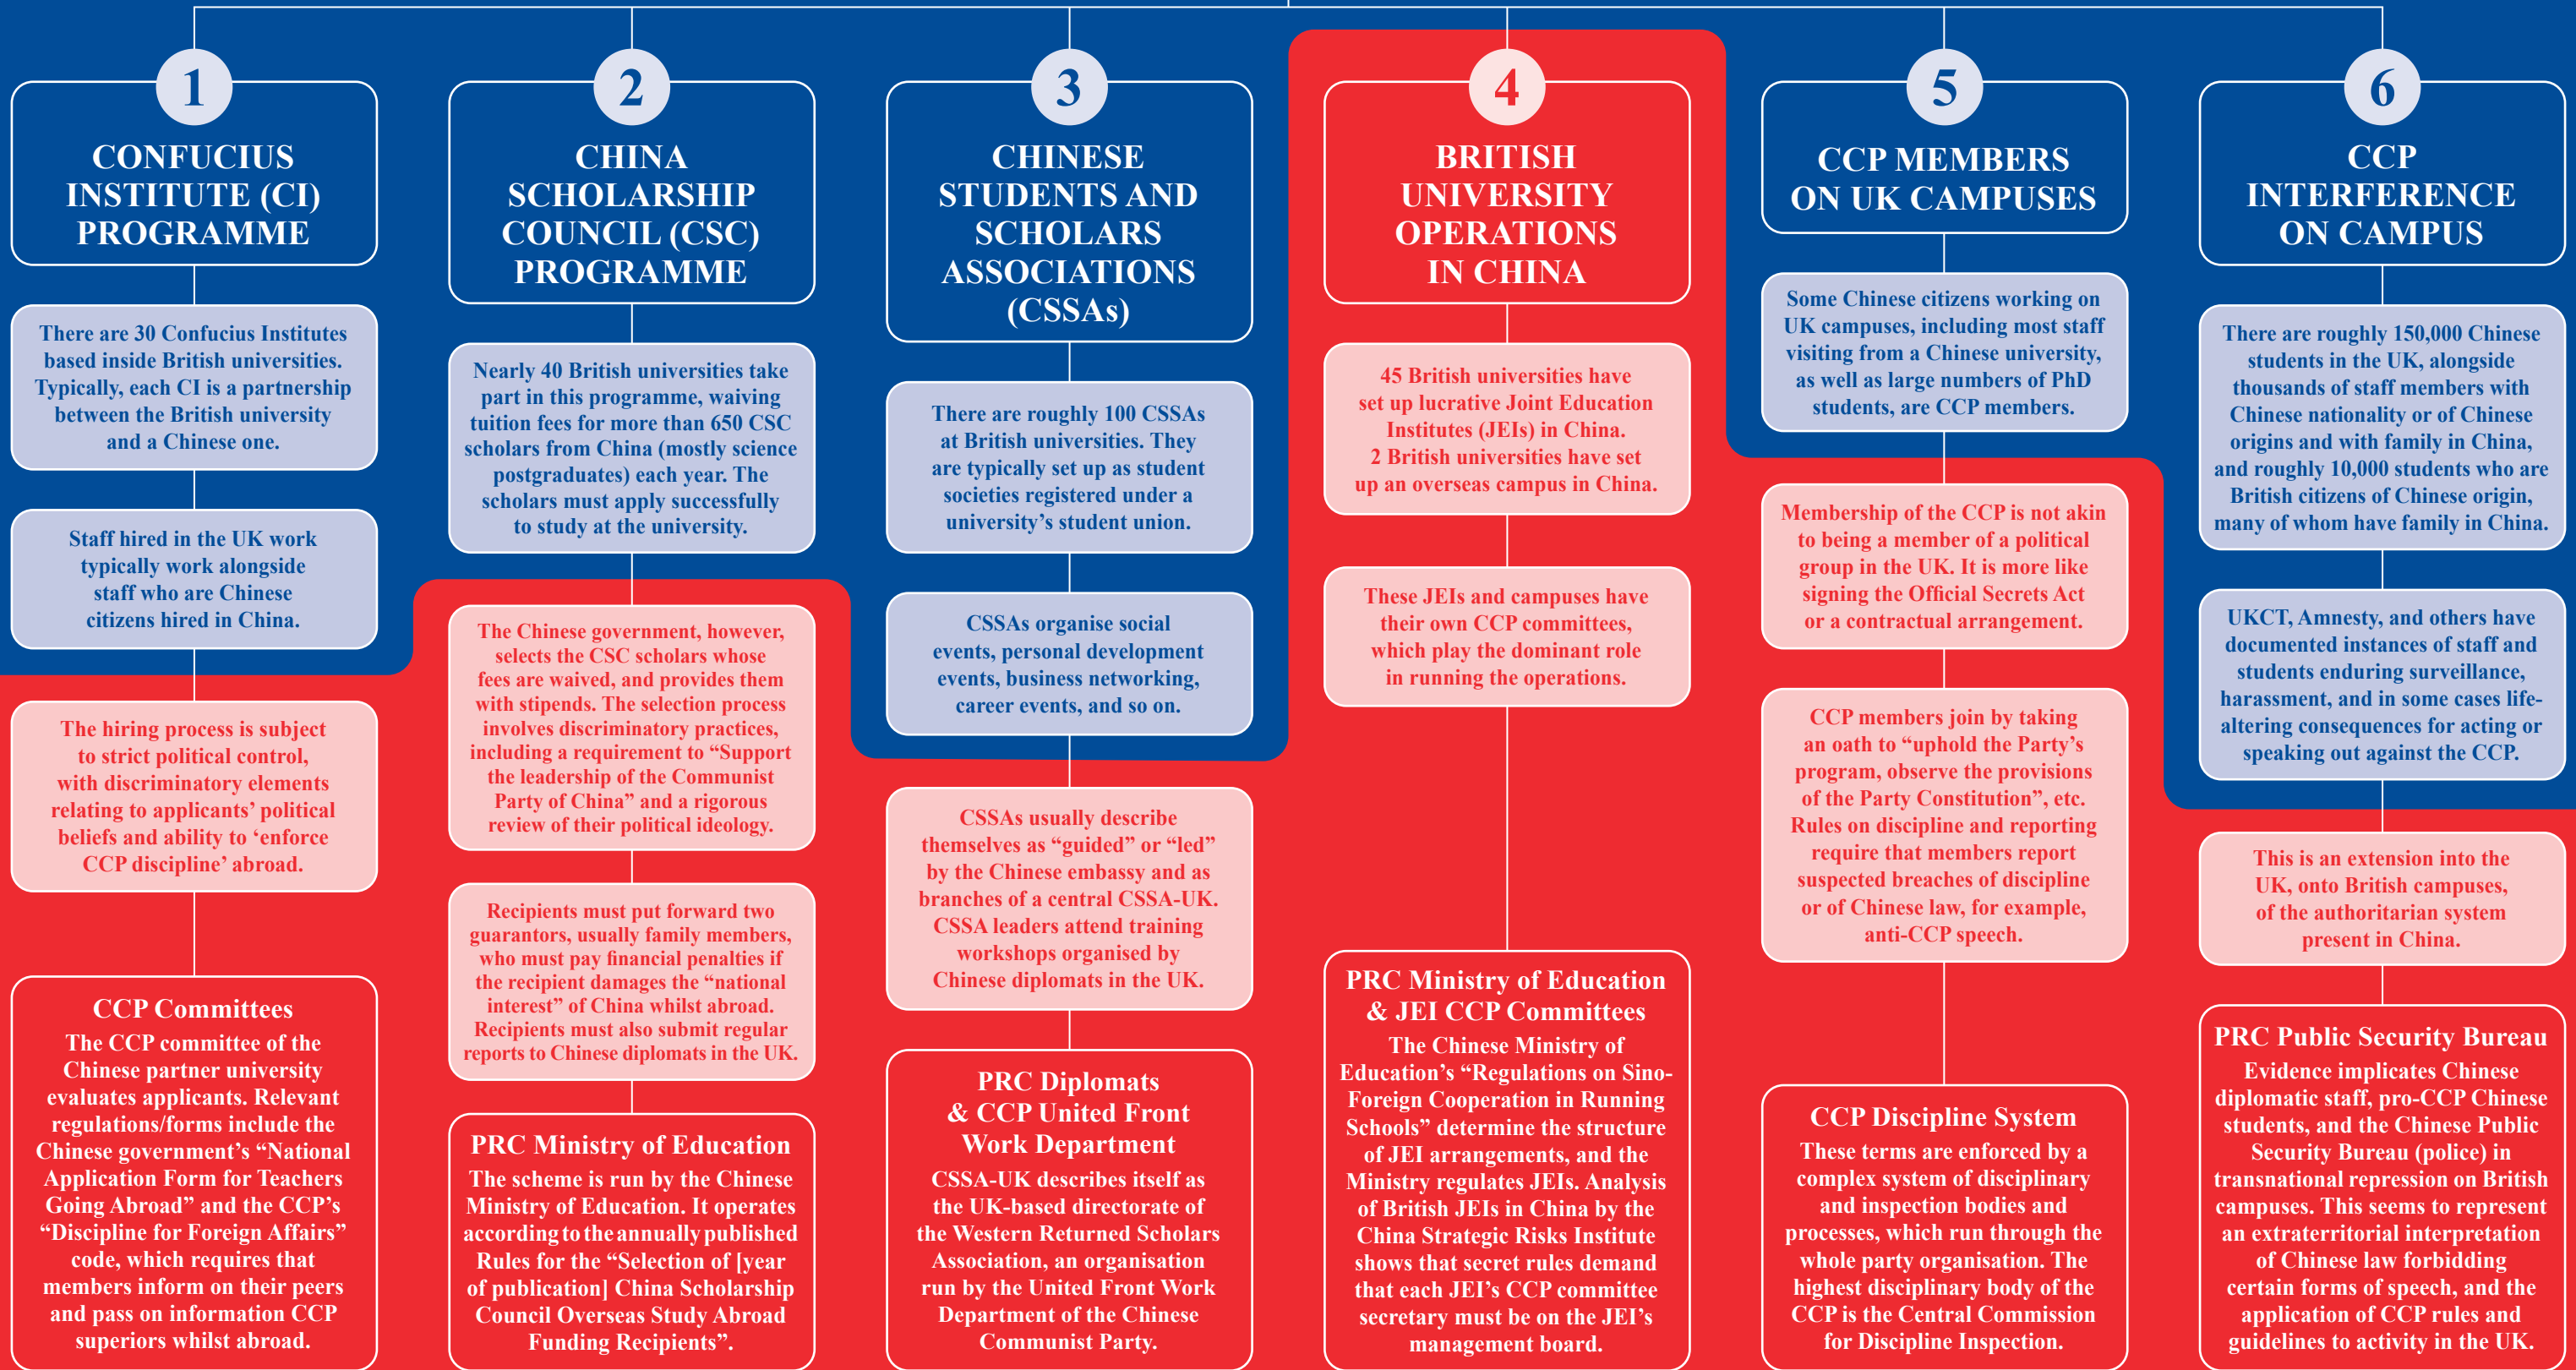 1
CONFUCIUS
INSTITUTE (CI)
PROGRAMME
There are 30 Confucius Institutes
based inside British universities.
Typically, each CI is a partnership
between the British university
and a Chinese one.
Staff hired in the UK work
typically work alongside
staff who are Chinese
citizens hired in China.
The hiring process is subject
to strict political control,
with discriminatory elements
relating to applicants’ political
beliefs and ability to ‘enforce
CCP discipline’ abroad.
CCP Committees
The CCP committee of the
Chinese partner university
evaluates applicants. Relevant
regulations/forms include the
Chinese government’s “National
Application Form for Teachers
Going Abroad” and the CCP’s
“Discipline for Foreign Affairs”
code, which requires that
members inform on their peers
and pass on information CCP
superiors whilst abroad.
2
CHINA
SCHOLARSHIP
COUNCIL (CSC)
PROGRAMME
Nearly 40 British universities take
part in this programme, waiving
tuition fees for more than 650 CSC
scholars from China (mostly science
postgraduates) each year. The
scholars must apply successfully
to study at the university.
The Chinese government, however,
selects the CSC scholars whose
fees are waived, and provides them
with stipends. The selection process
involves discriminatory practices,
including a requirement to “Support
the leadership of the Communist
Party of China” and a rigorous
review of their political ideology.
Recipients must put forward two
guarantors, usually family members,
who must pay financial penalties if
the recipient damages the “national
interest” of China whilst abroad.
Recipients must also submit regular
reports to Chinese diplomats in the UK.
PRC Ministry of Education
The scheme is run by the Chinese
Ministry of Education. It operates
according to the annually published
Rules for the “Selection of [year
of publication] China Scholarship
Council Overseas Study Abroad
Funding Recipients”.
3
CHINESE
STUDENTS AND
SCHOLARS
ASSOCIATIONS
(CSSAs)
There are roughly 100 CSSAs
at British universities. They
are typically set up as student
societies registered under a
university’s student union.
CSSAs organise social
events, personal development
events, business networking,
career events, and so on.
CSSAs usually describe
themselves as “guided” or “led”
by the Chinese embassy and as
branches of a central CSSA-UK.
CSSA leaders attend training
workshops organised by
Chinese diplomats in the UK.
PRC Diplomats
& CCP United Front
Work Department
CSSA-UK describes itself as
the UK-based directorate of
the Western Returned Scholars
Association, an organisation
run by the United Front Work
Department of the Chinese
Communist Party.
4
BRITISH
UNIVERSITY
OPERATIONS
IN CHINA
45 British universities have
set up lucrative Joint Education
Institutes (JEIs) in China.
2 British universities have set
up an overseas campus in China.
These JEIs and campuses have
their own CCP committees,
which play the dominant role
in running the operations.
PRC Ministry of Education
& JEI CCP Committees
The Chinese Ministry of
Education’s “Regulations on Sino-
Foreign Cooperation in Running
Schools” determine the structure
of JEI arrangements, and the
Ministry regulates JEIs. Analysis
of British JEIs in China by the
China Strategic Risks Institute
shows that secret rules demand
that each JEI’s CCP committee
secretary must be on the JEI’s
management board.
5
CCP MEMBERS
ON UK CAMPUSES
Some Chinese citizens working on
UK campuses, including most staff
visiting from a Chinese university,
as well as large numbers of PhD
students, are CCP members.
Membership of the CCP is not akin
to being a member of a political
group in the UK. It is more like
signing the Official Secrets Act
or a contractual arrangement.
CCP members join by taking
an oath to “uphold the Party’s
program, observe the provisions
of the Party Constitution”, etc.
Rules on discipline and reporting
require that members report
suspected breaches of discipline
or of Chinese law, for example,
anti-CCP speech.
CCP Discipline System
These terms are enforced by a
complex system of disciplinary
and inspection bodies and
processes, which run through the
whole party organisation. The
highest disciplinary body of the
CCP is the Central Commission
for Discipline Inspection.
6
CCP
INTERFERENCE
ON CAMPUS
There are roughly 150,000 Chinese
students in the UK, alongside
thousands of staff members with
Chinese nationality or of Chinese
origins and with family in China,
and roughly 10,000 students who are
British citizens of Chinese origin,
many of whom have family in China.
UKCT, Amnesty, and others have
documented instances of staff and
students enduring surveillance,
harassment, and in some cases life-
altering consequences for acting or
speaking out against the CCP.
This is an extension into the
UK, onto British campuses,
of the authoritarian system
present in China.
PRC Public Security Bureau
Evidence implicates Chinese
diplomatic staff, pro-CCP Chinese
students, and the Chinese Public
Security Bureau (police) in
transnational repression on British
campuses. This seems to represent
an extraterritorial interpretation
of Chinese law forbidding
certain forms of speech, and the
application of CCP rules and
guidelines to activity in the UK.